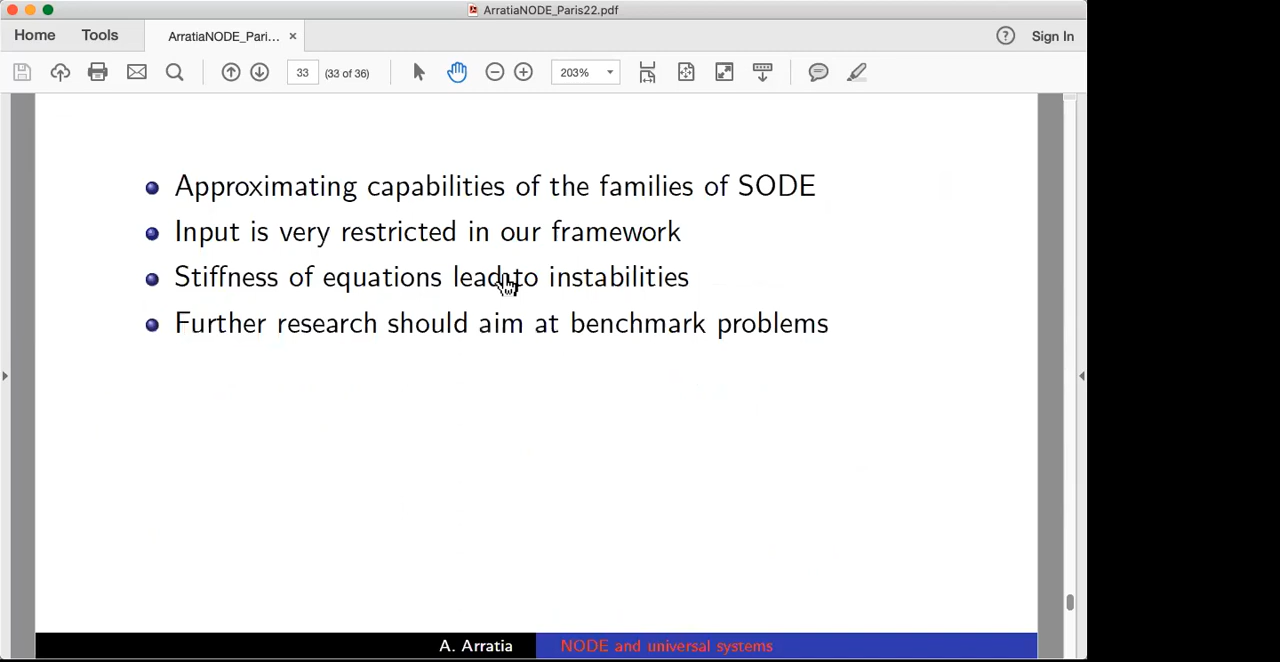 ArratiaNODE_Paris22.pdf
Home Tools ArratiaNODE_Pari... × ? Sign In
33 (33 of 36) 203%
Approximating capabilities of the families of SODE
Input is very restricted in our framework
Stiffness of equations lead to instabilities
Further research should aim at benchmark problems
A. Arratia NODE and universal systems